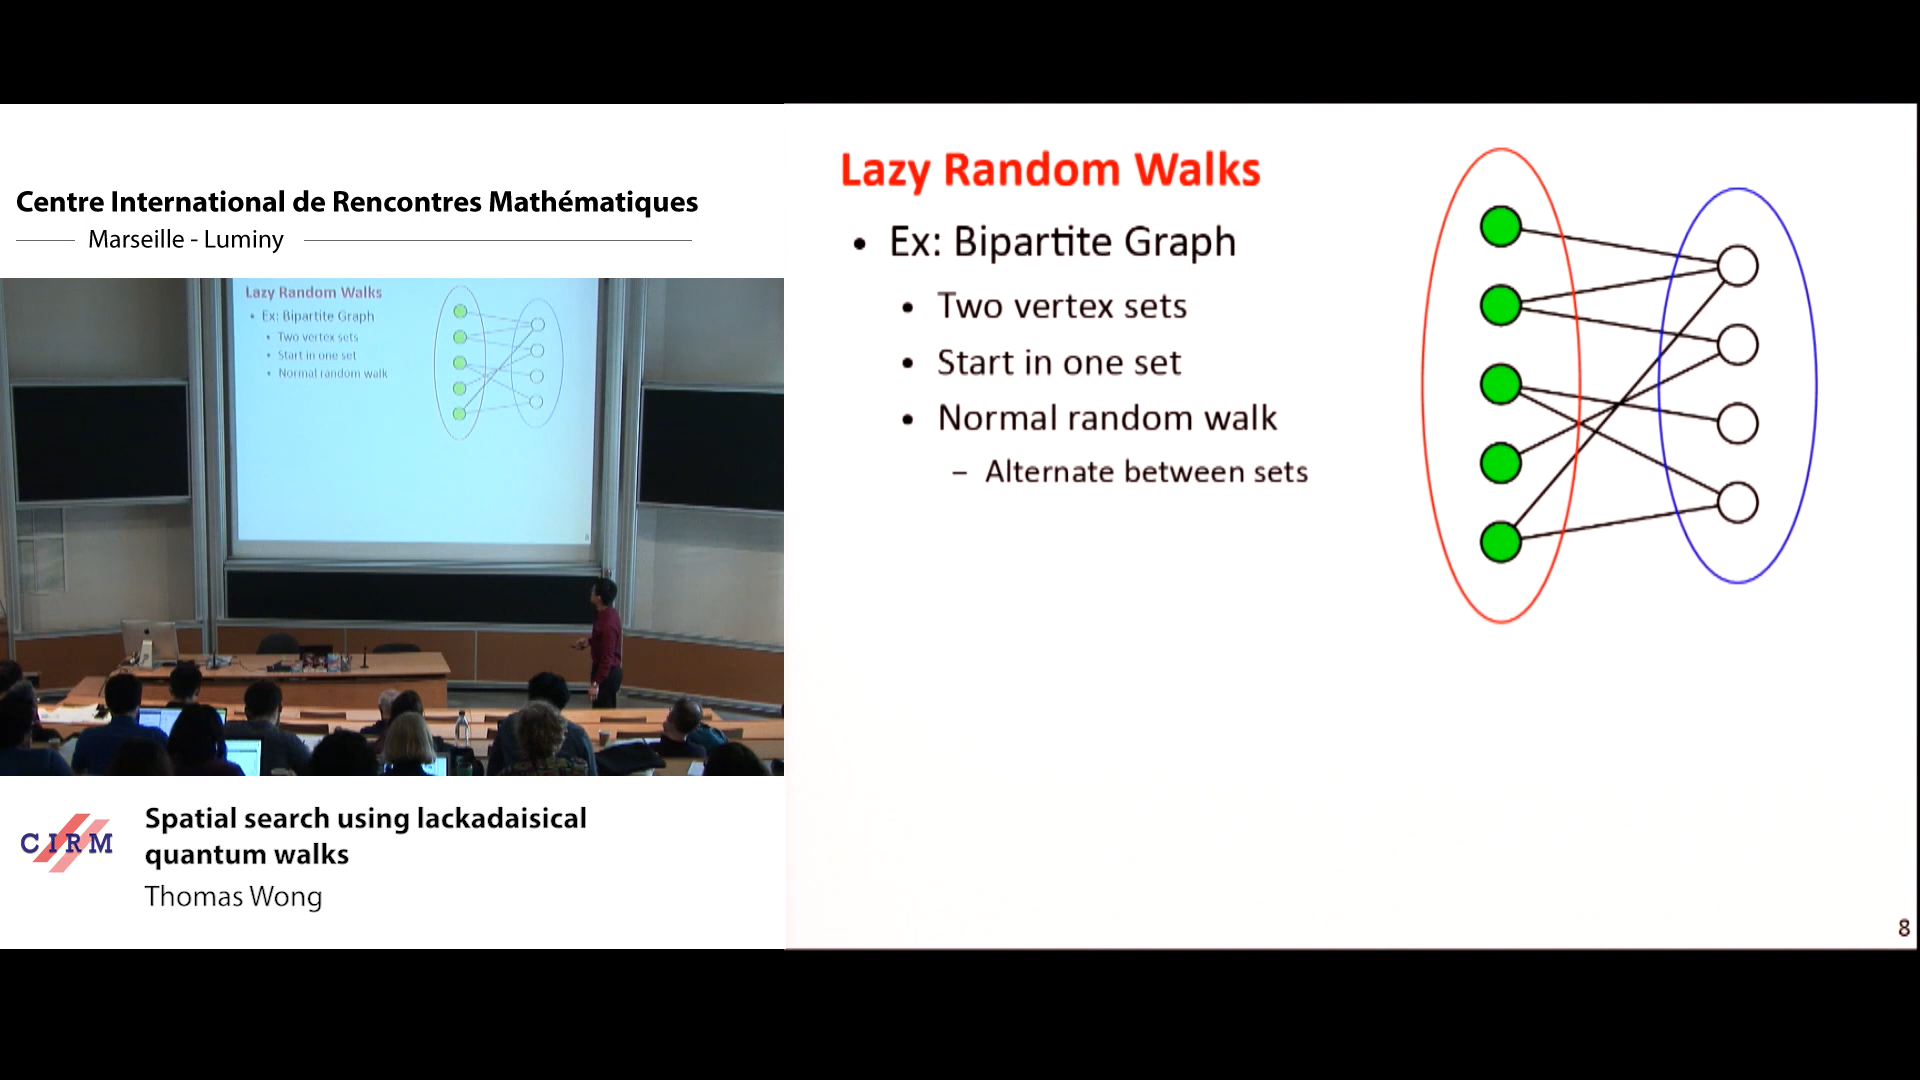 Centre International de Rencontres Mathématiques
Marseille - Luminy
Lazy Random Walks
• Ex: Bipartite Graph
• Two vertex sets
• Start in one set
• Normal random walk
8
CIRM
Spatial search using lackadaisical
quantum walks
Thomas Wong
Lazy Random Walks
• Ex: Bipartite Graph
• Two vertex sets
• Start in one set
• Normal random walk
– Alternate between sets
8